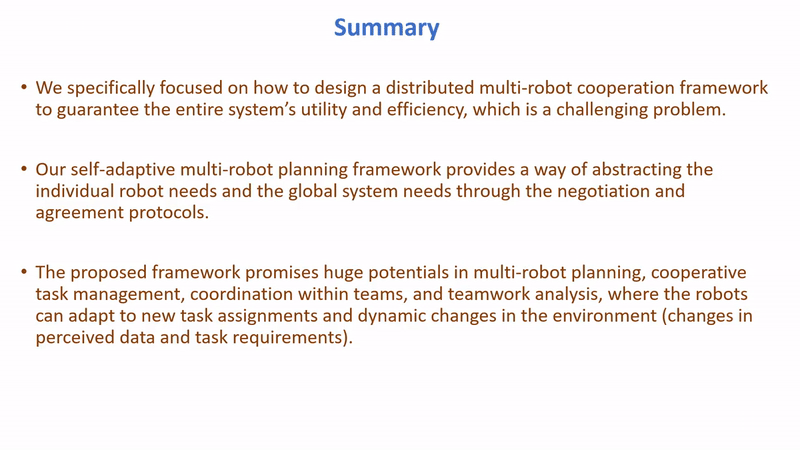 Summary
• We specifically focused on how to design a distributed multi-robot cooperation framework
to guarantee the entire system’s utility and efficiency, which is a challenging problem.
• Our self-adaptive multi-robot planning framework provides a way of abstracting the
individual robot needs and the global system needs through the negotiation and
agreement protocols.
• The proposed framework promises huge potentials in multi-robot planning, cooperative
task management, coordination within teams, and teamwork analysis, where the robots
can adapt to new task assignments and dynamic changes in the environment (changes in
perceived data and task requirements).